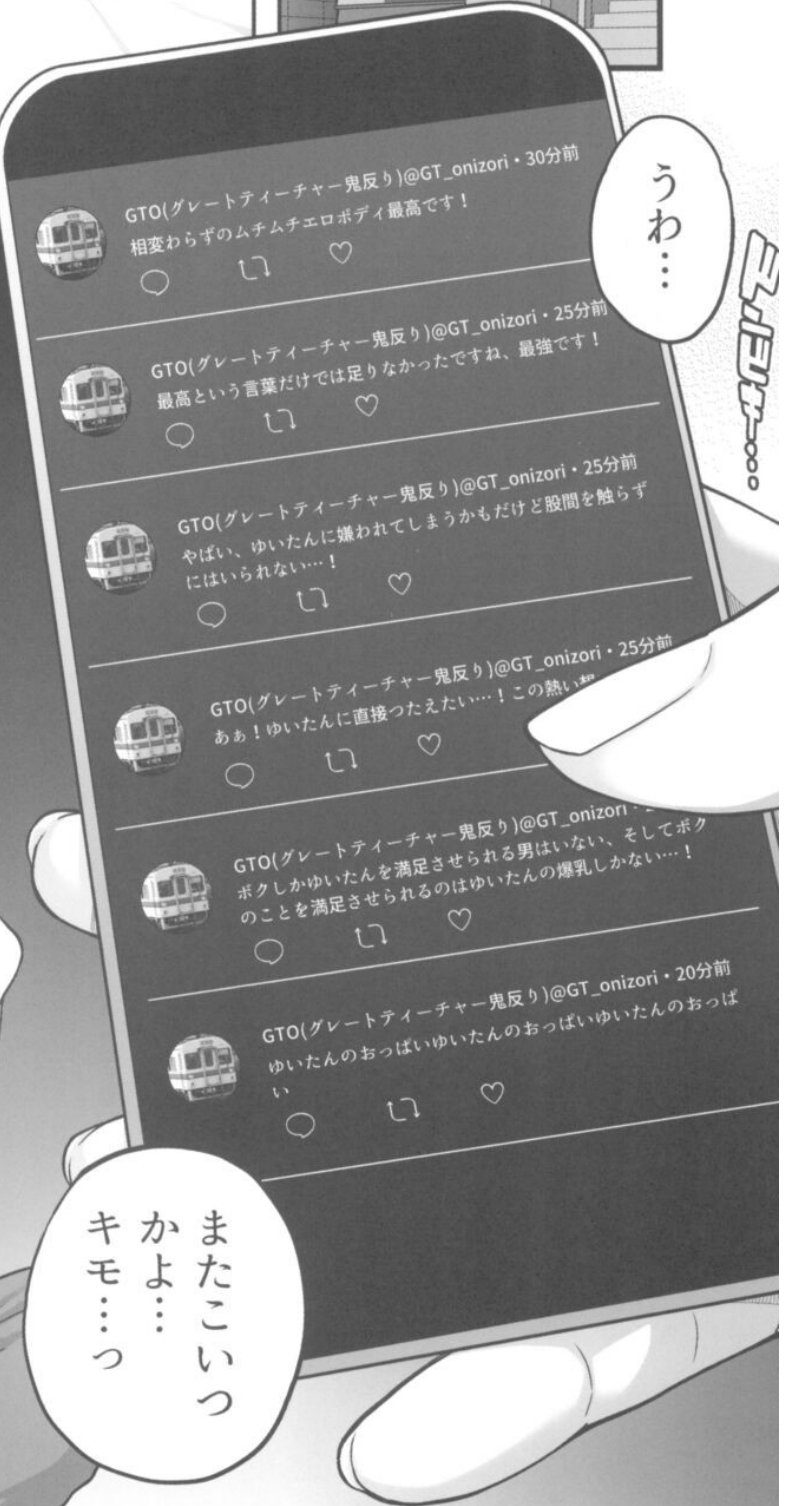 うわ…
GTO(グレートティーチャー鬼反り)@GT_onizori・30分前
相変わらずのムチムチエロボディ最高です！
GTO(グレートティーチャー鬼反り)@GT_onizori・25分前
最高という言葉だけでは足りなかったですね、最強です！
GTO(グレートティーチャー鬼反り)@GT_onizori・25分前
やばい、ゆいたんに嫌われてしまうかもだけど股間を触らず
にはいられない…！
GTO(グレートティーチャー鬼反り)@GT_onizori・25分前
あぁ！ゆいたんに直接つたえたい…！この熱い
GTO(グレートティーチャー鬼反り)@GT_onizori・
ボクしかゆいたんを満足させられる男はいない、そしてボク
のことを満足させられるのはゆいたんの爆乳しかない…！
GTO(グレートティーチャー鬼反り)@GT_onizori・20分前
ゆいたんのおっぱいゆいたんのおっぱいゆいたんのおっぱ
い
またこいつ
かよ…
キモ…っ